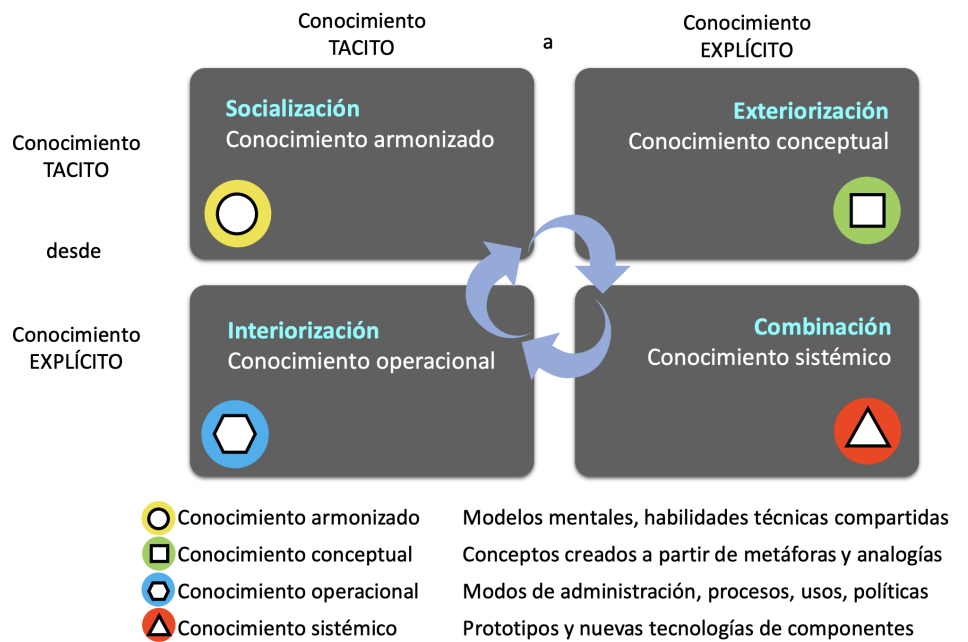 Conocimiento
TACITO
a
Conocimiento
EXPLÍCITO
Conocimiento
TACITO
desde
Conocimiento
EXPLÍCITO
Socialización
Conocimiento armonizado
Exteriorización
Conocimiento conceptual
Interiorización
Conocimiento operacional
Combinación
Conocimiento sistémico
Conocimiento armonizado Modelos mentales, habilidades técnicas compartidas
Conocimiento conceptual Conceptos creados a partir de metáforas y analogías
Conocimiento operacional Modos de administración, procesos, usos, políticas
Conocimiento sistémico Prototipos y nuevas tecnologías de componentes